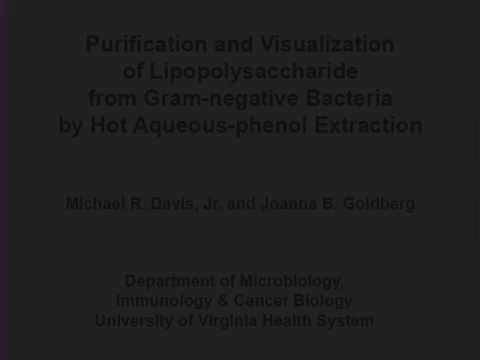 Purification and Visualization
of Lipopolysaccharide
from Gram-negative Bacteria
by Hot Aqueous-phenol Extraction
Michael R. Davis, Jr. and Joanna B. Goldberg
Department of Microbiology,
Immunology & Cancer Biology
University of Virginia Health System